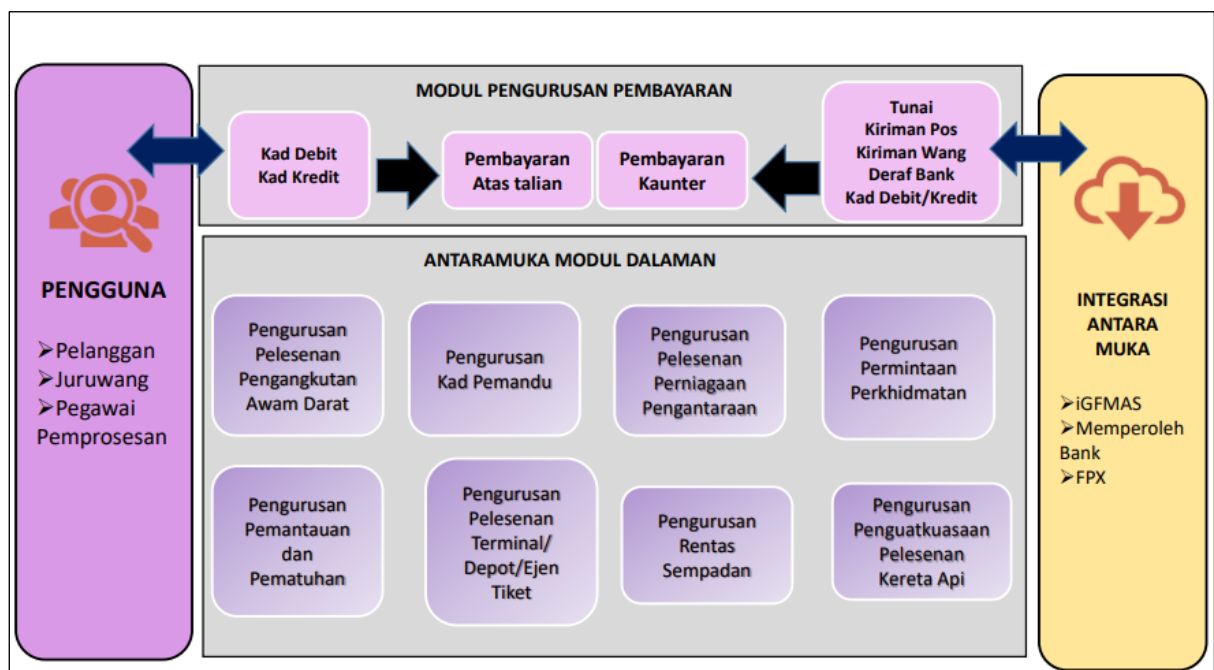 PENGGUNA
➢Pelanggan
➢Juruwang
➢Pegawai
Pemprosesan
MODUL PENGURUSAN PEMBAYARAN
Kad Debit
Kad Kredit
Pembayaran
Atas talian
Pembayaran
Kaunter
Tunai
Kiriman Pos
Kiriman Wang
Deraf Bank
Kad Debit/Kredit
ANTARAMUKA MODUL DALAMAN
Pengurusan
Pelesenan
Pengangkutan
Awam Darat
Pengurusan
Kad Pemandu
Pengurusan
Pelesenan
Perniagaan
Pengantaraan
Pengurusan
Permintaan
Perkhidmatan
Pengurusan
Pemantauan
dan
Pematuhan
Pengurusan
Pelesenan
Terminal/
Depot/Ejen
Tiket
Pengurusan
Rentas
Sempadan
Pengurusan
Penguatkuasaan
Pelesenan
Kereta Api
INTEGRASI
ANTARA
MUKA
➢iGFMAS
➢Memperoleh
Bank
➢FPX